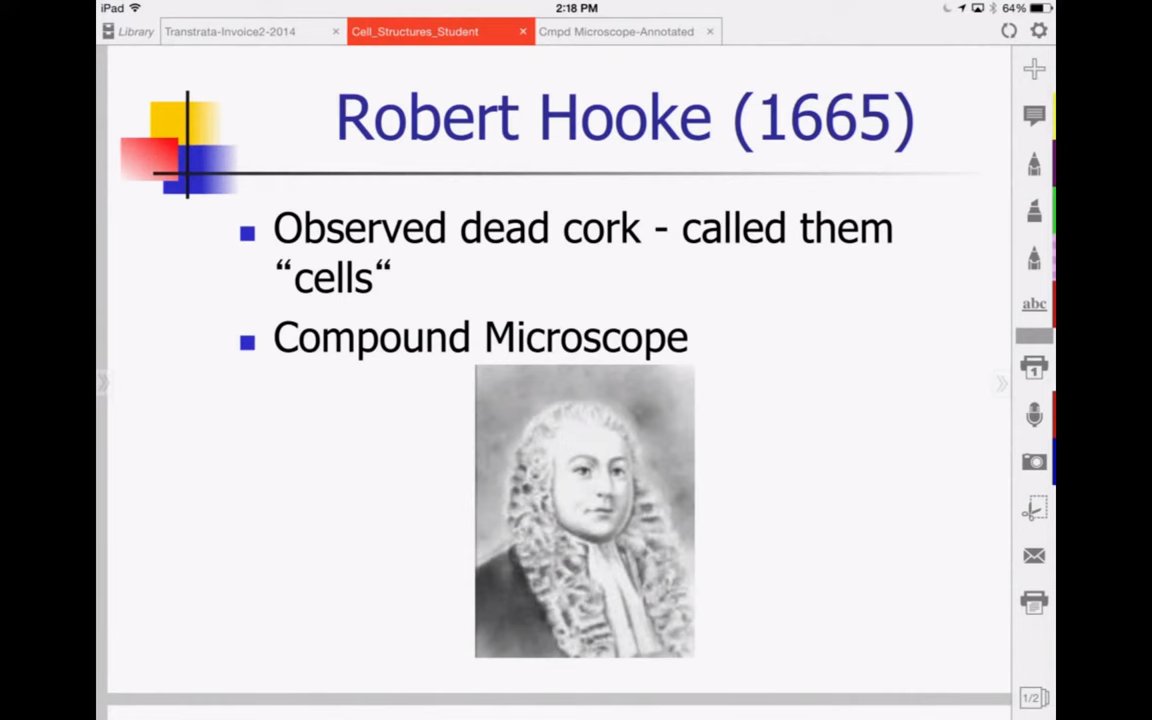 iPad 2:18 PM 64%
Library Transtrata-Invoice2-2014 × Cell_Structures_Student × Cmpd Microscope-Annotated ×
Robert Hooke (1665)
Observed dead cork - called them
“cells“
Compound Microscope
abc
1
1/2